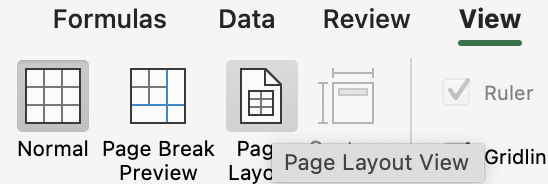 Formulas Data Review View
Normal Page Break Preview
Page Layout View
Ruler